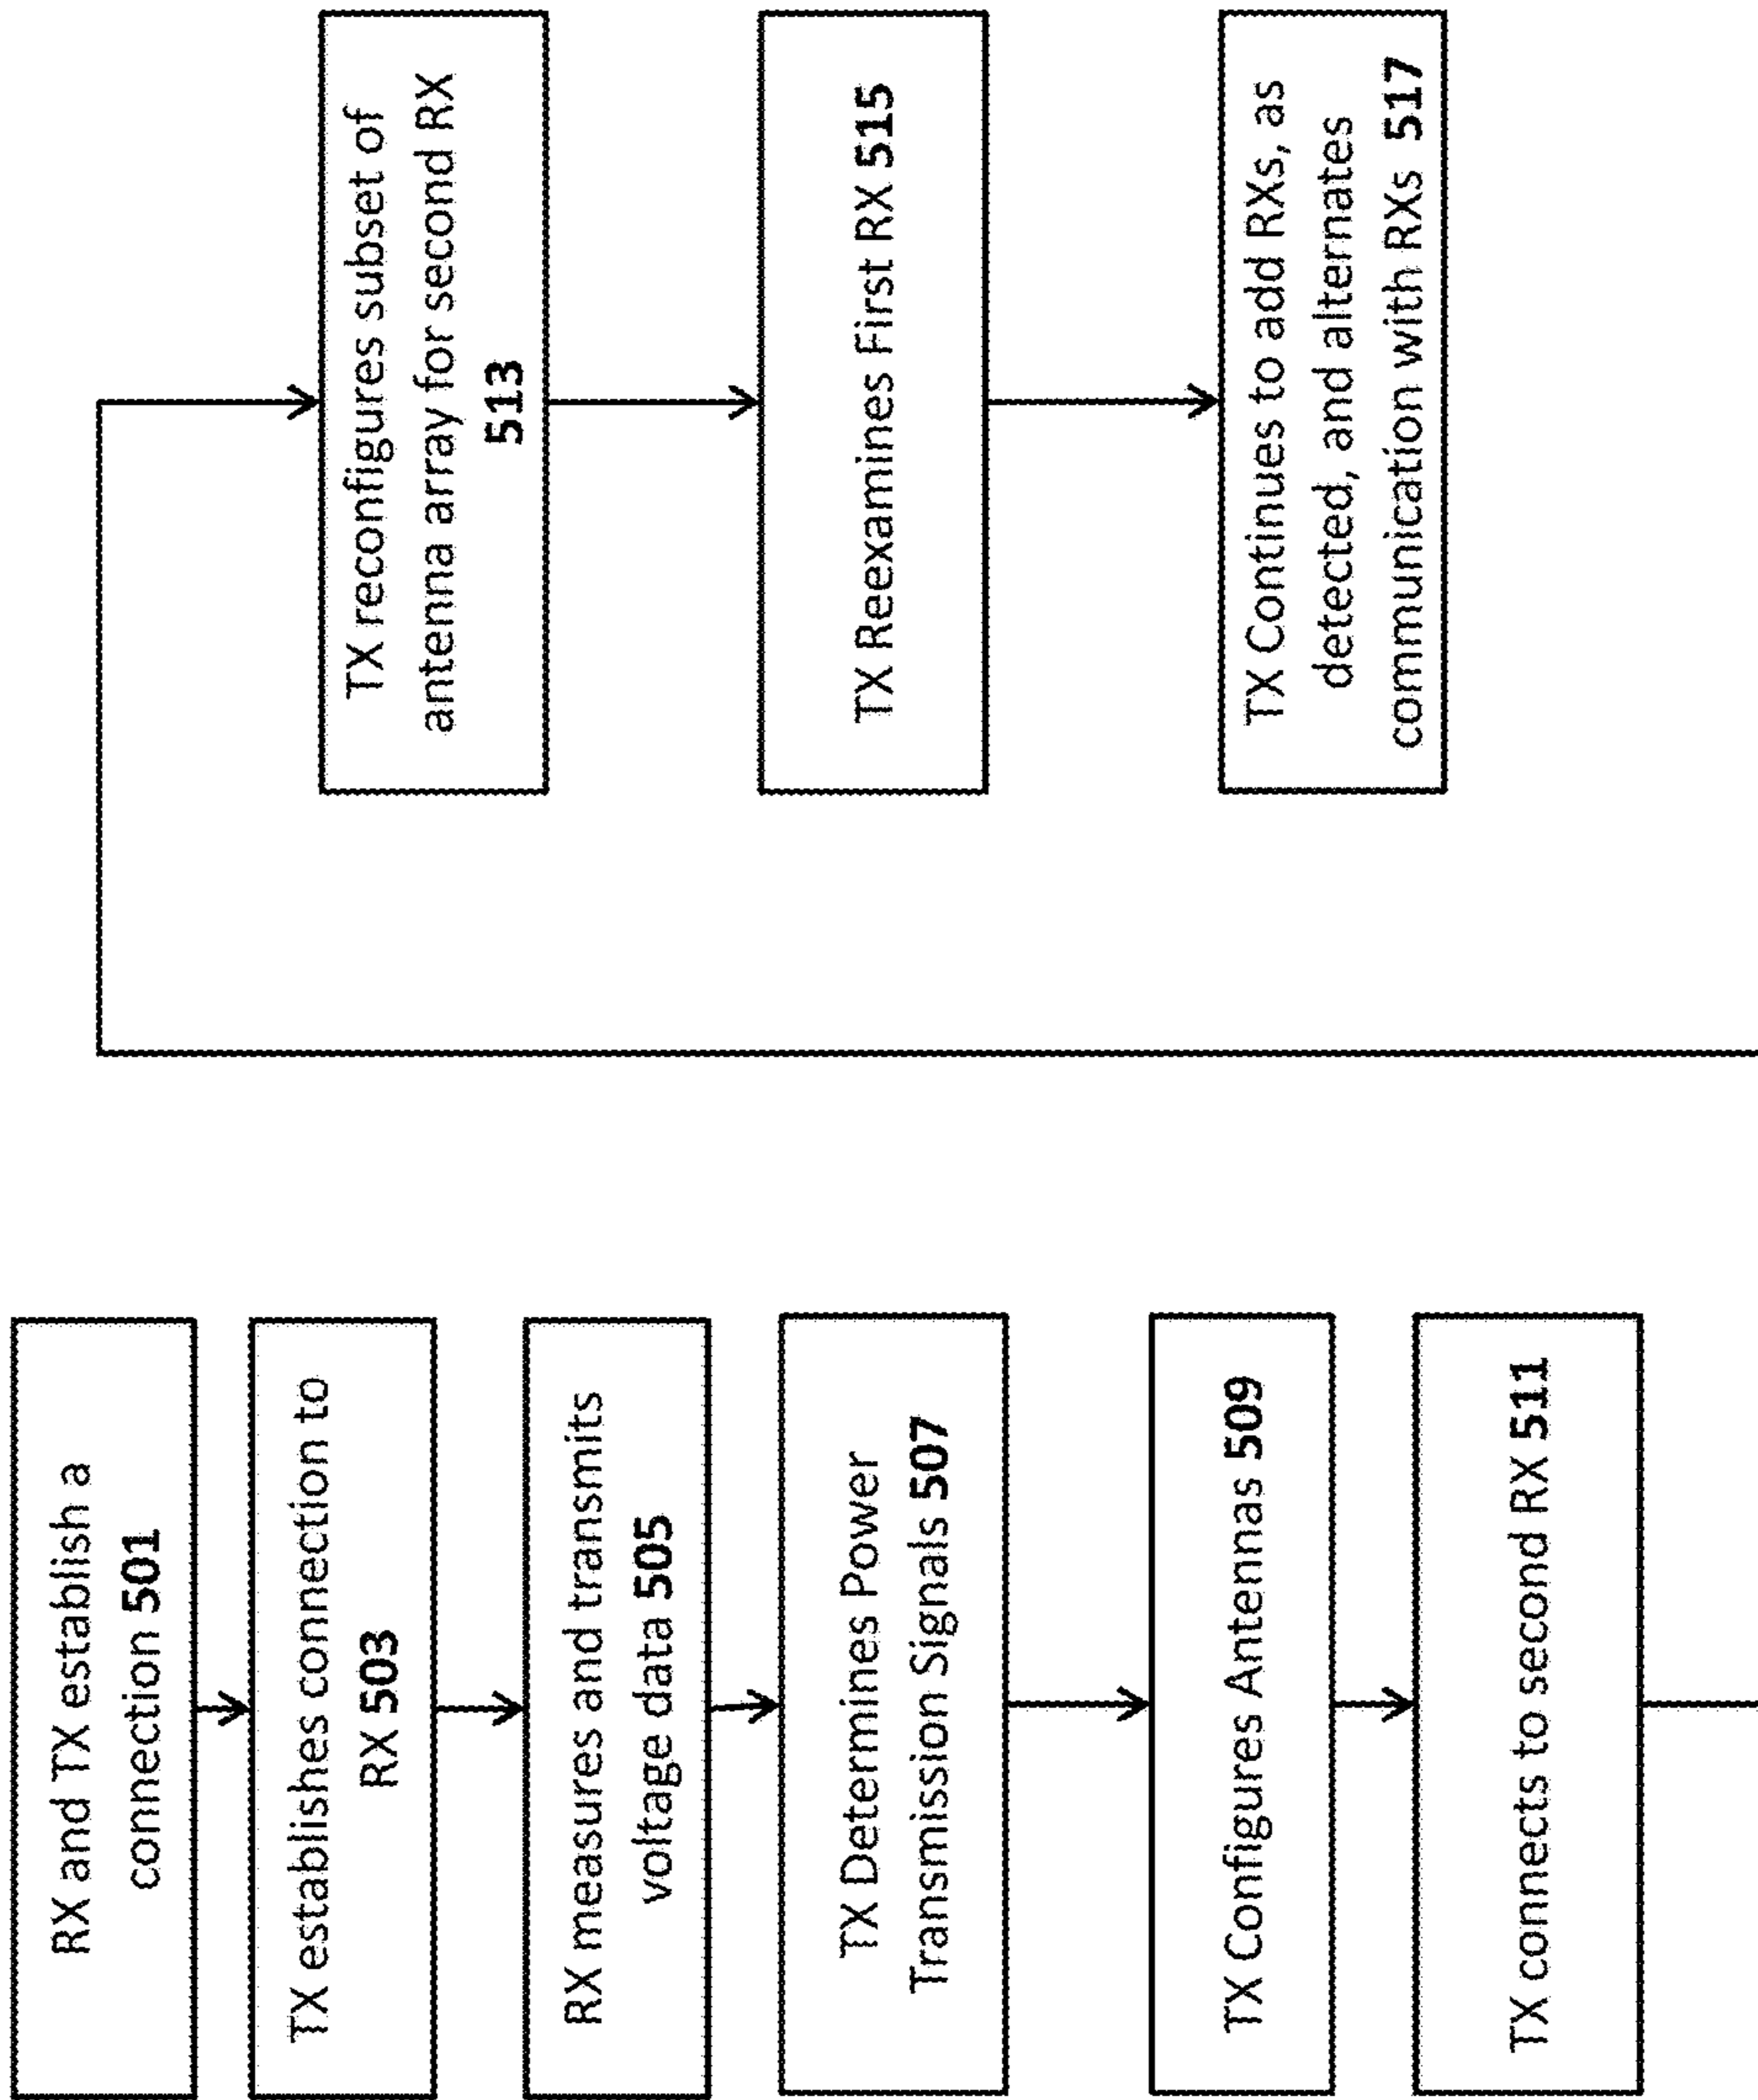 RX and TX establish a
connection 501
TX establishes connection to
RX 503
RX measures and transmits
voltage data 505
TX Determines Power
Transmission Signals 507
TX Configures Antennas 509
TX connects to second RX 511
TX reconfigures subset of
antenna array for second RX
513
TX Reexamines First RX 515
TX Continues to add RXs, as
detected, and alternates
communication with RXs 517